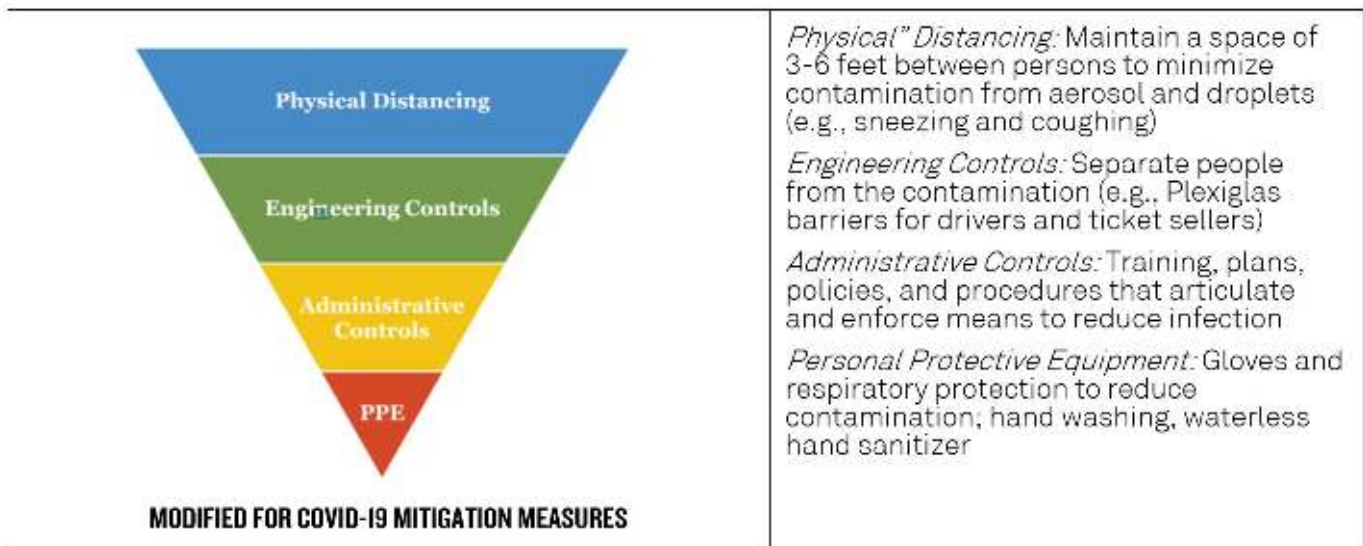 Physical Distancing
Engineering Controls
Administrative
Controls
PPE
MODIFIED FOR COVID-19 MITIGATION MEASURES
Physical” Distancing: Maintain a space of
3-6 feet between persons to minimize
contamination from aerosol and droplets
(e.g., sneezing and coughing)
Engineering Controls: Separate people
from the contamination (e.g., Plexiglas
barriers for drivers and ticket sellers)
Administrative Controls: Training, plans,
policies, and procedures that articulate
and enforce means to reduce infection
Personal Protective Equipment: Gloves and
respiratory protection to reduce
contamination; hand washing, waterless
hand sanitizer